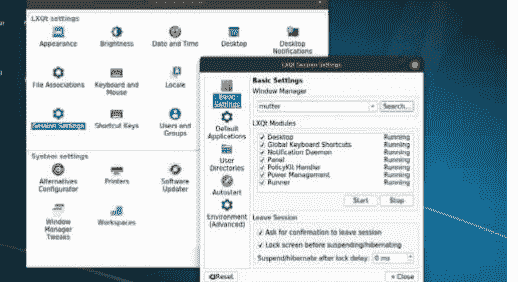 LXQt settings
Appearance
Brightness
Date and Time
Desktop
Desktop
Notifications
File Associations
Keyboard and
Mouse
Locale
Session Settings
Shortcut Keys
Users and
Groups
System settings
Alternatives
Configurator
Printers
Software
Updater
Window
Manager
Tweaks
Workspaces
LXQt Session Settings
Basic
Settings
Default
Applications
User
Directories
Autostart
Environment
(Advanced)
Basic Settings
Window Manager
mutter
Search...
LXQt Modules
Desktop Running
Global Keyboard Shortcuts Running
Notification Daemon Running
Panel Running
PolicyKit Handler Running
Power Management Running
Runner Running
Start Stop
Leave Session
Ask for confirmation to leave session
Lock screen before suspending/hibernating
Suspend/hibernate after lock delay: 0 ms
Reset
Close